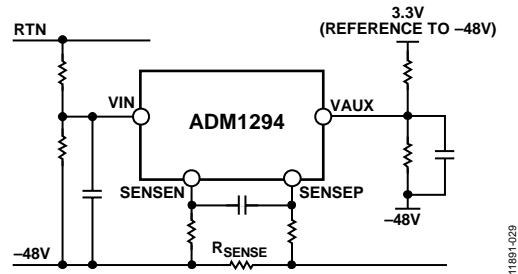 3.3V
(REFERENCE TO –48V)
RTN
VIN
ADM1294
VAUX
SENSEN
SENSEP
–48V
RSENSE
–48V
11891-029